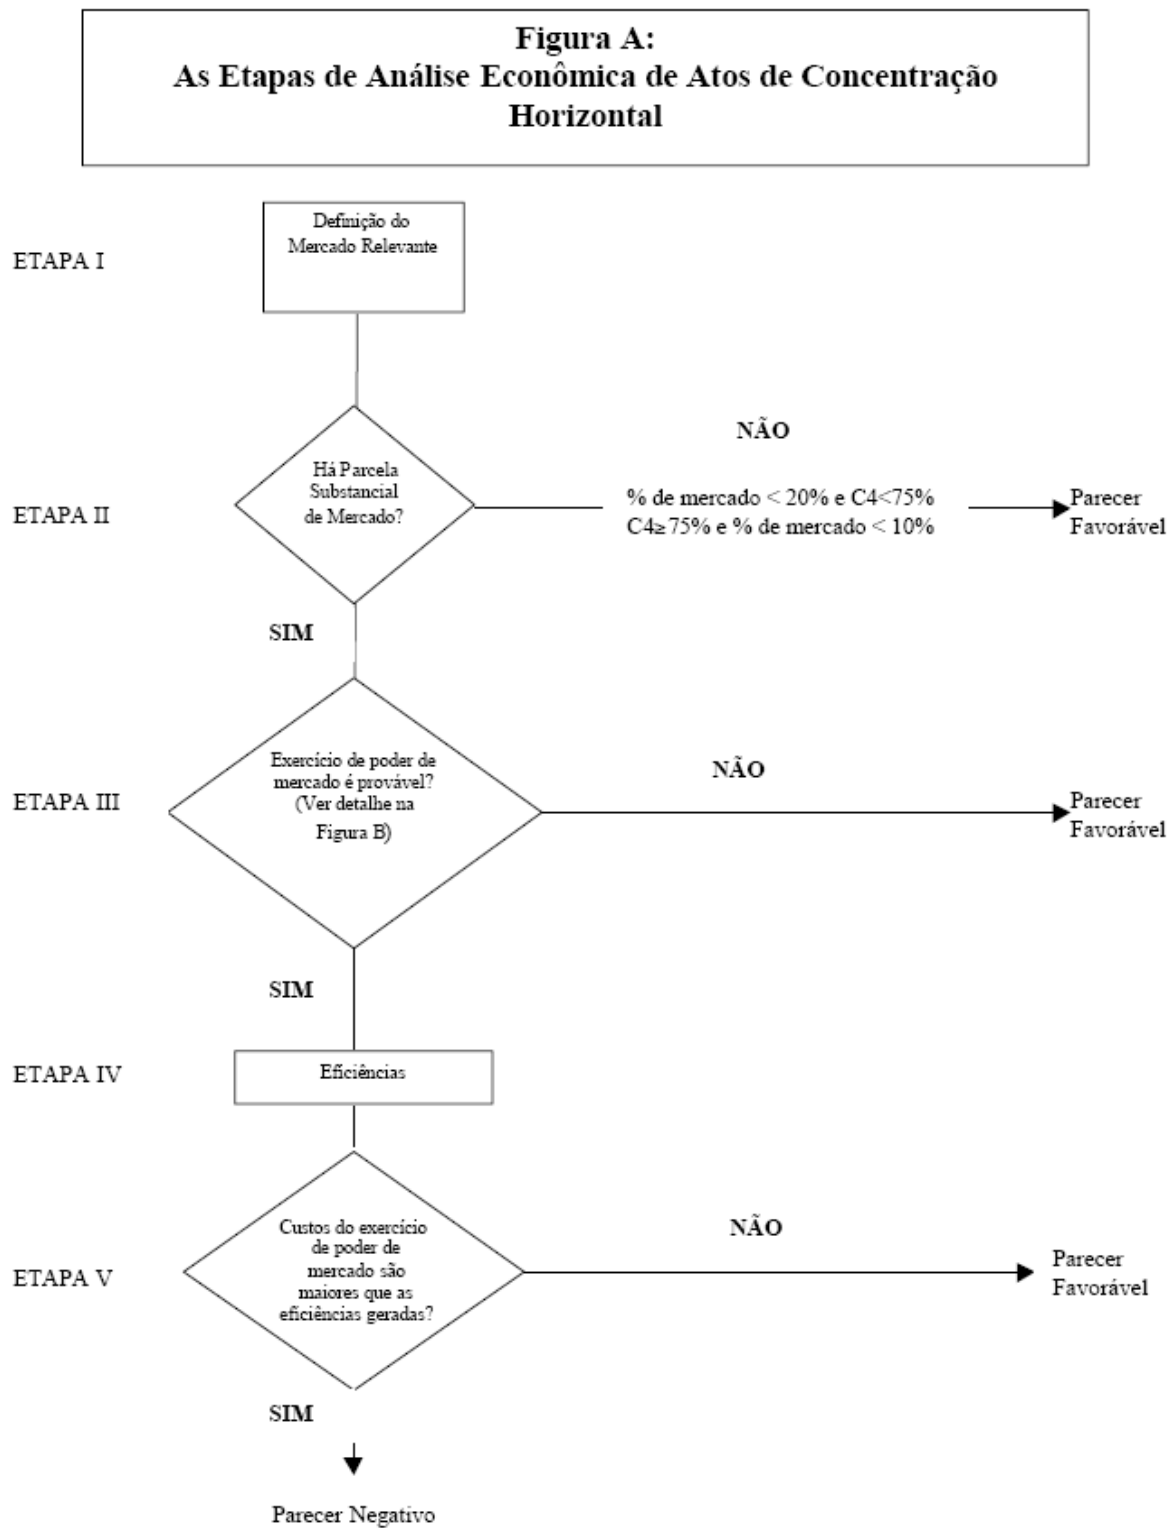 Figura A:
As Etapas de Análise Econômica de Atos de Concentração
Horizontal
ETAPA I
Definição do
Mercado Relevante
ETAPA II
Há Parcela
Substancial
de Mercado?
NÃO
% de mercado < 20% e C4<75%
C4≥75% e % de mercado < 10%
Parecer
Favorável
SIM
ETAPA III
Exercício de poder de
mercado é provável?
(Ver detalhe na
Figura B)
NÃO
Parecer
Favorável
SIM
ETAPA IV
Eficiências
ETAPA V
Custos do exercício
de poder de
mercado são
maiores que as
eficiências geradas?
NÃO
Parecer
Favorável
SIM
Parecer Negativo